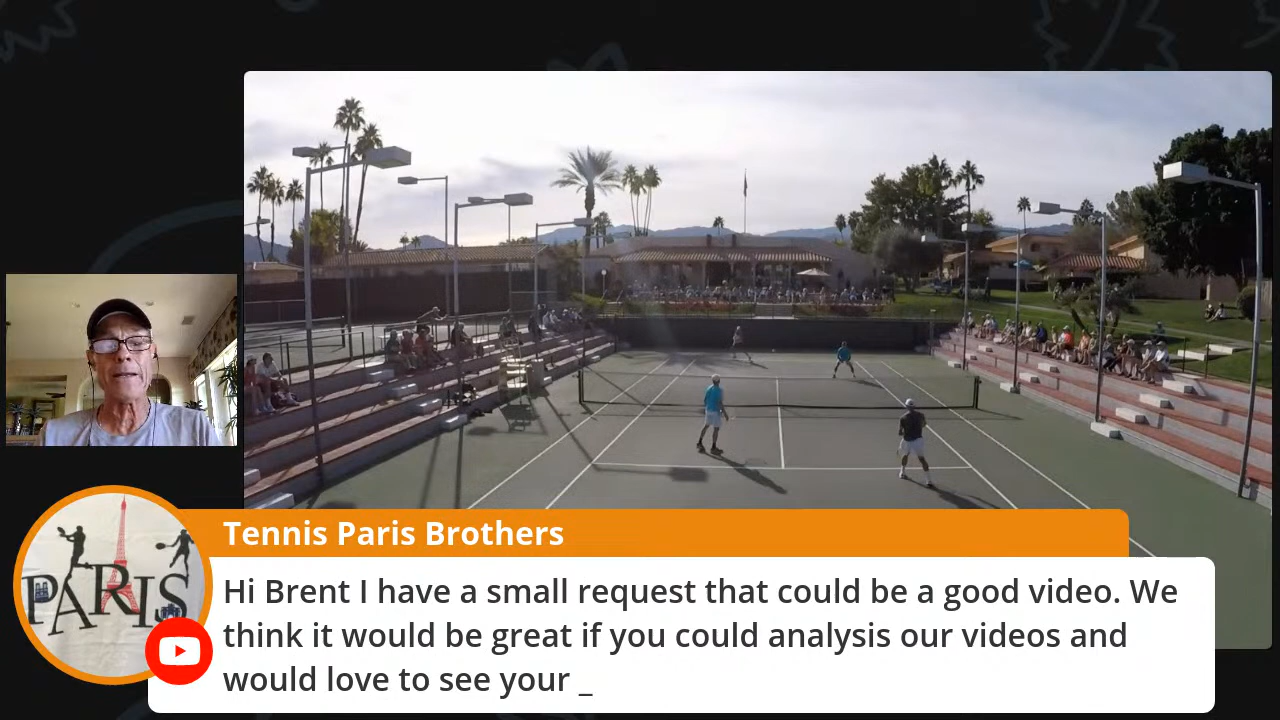 Tennis Paris Brothers
Hi Brent I have a small request that could be a good video. We
think it would be great if you could analysis our videos and
would love to see your _
PARIS